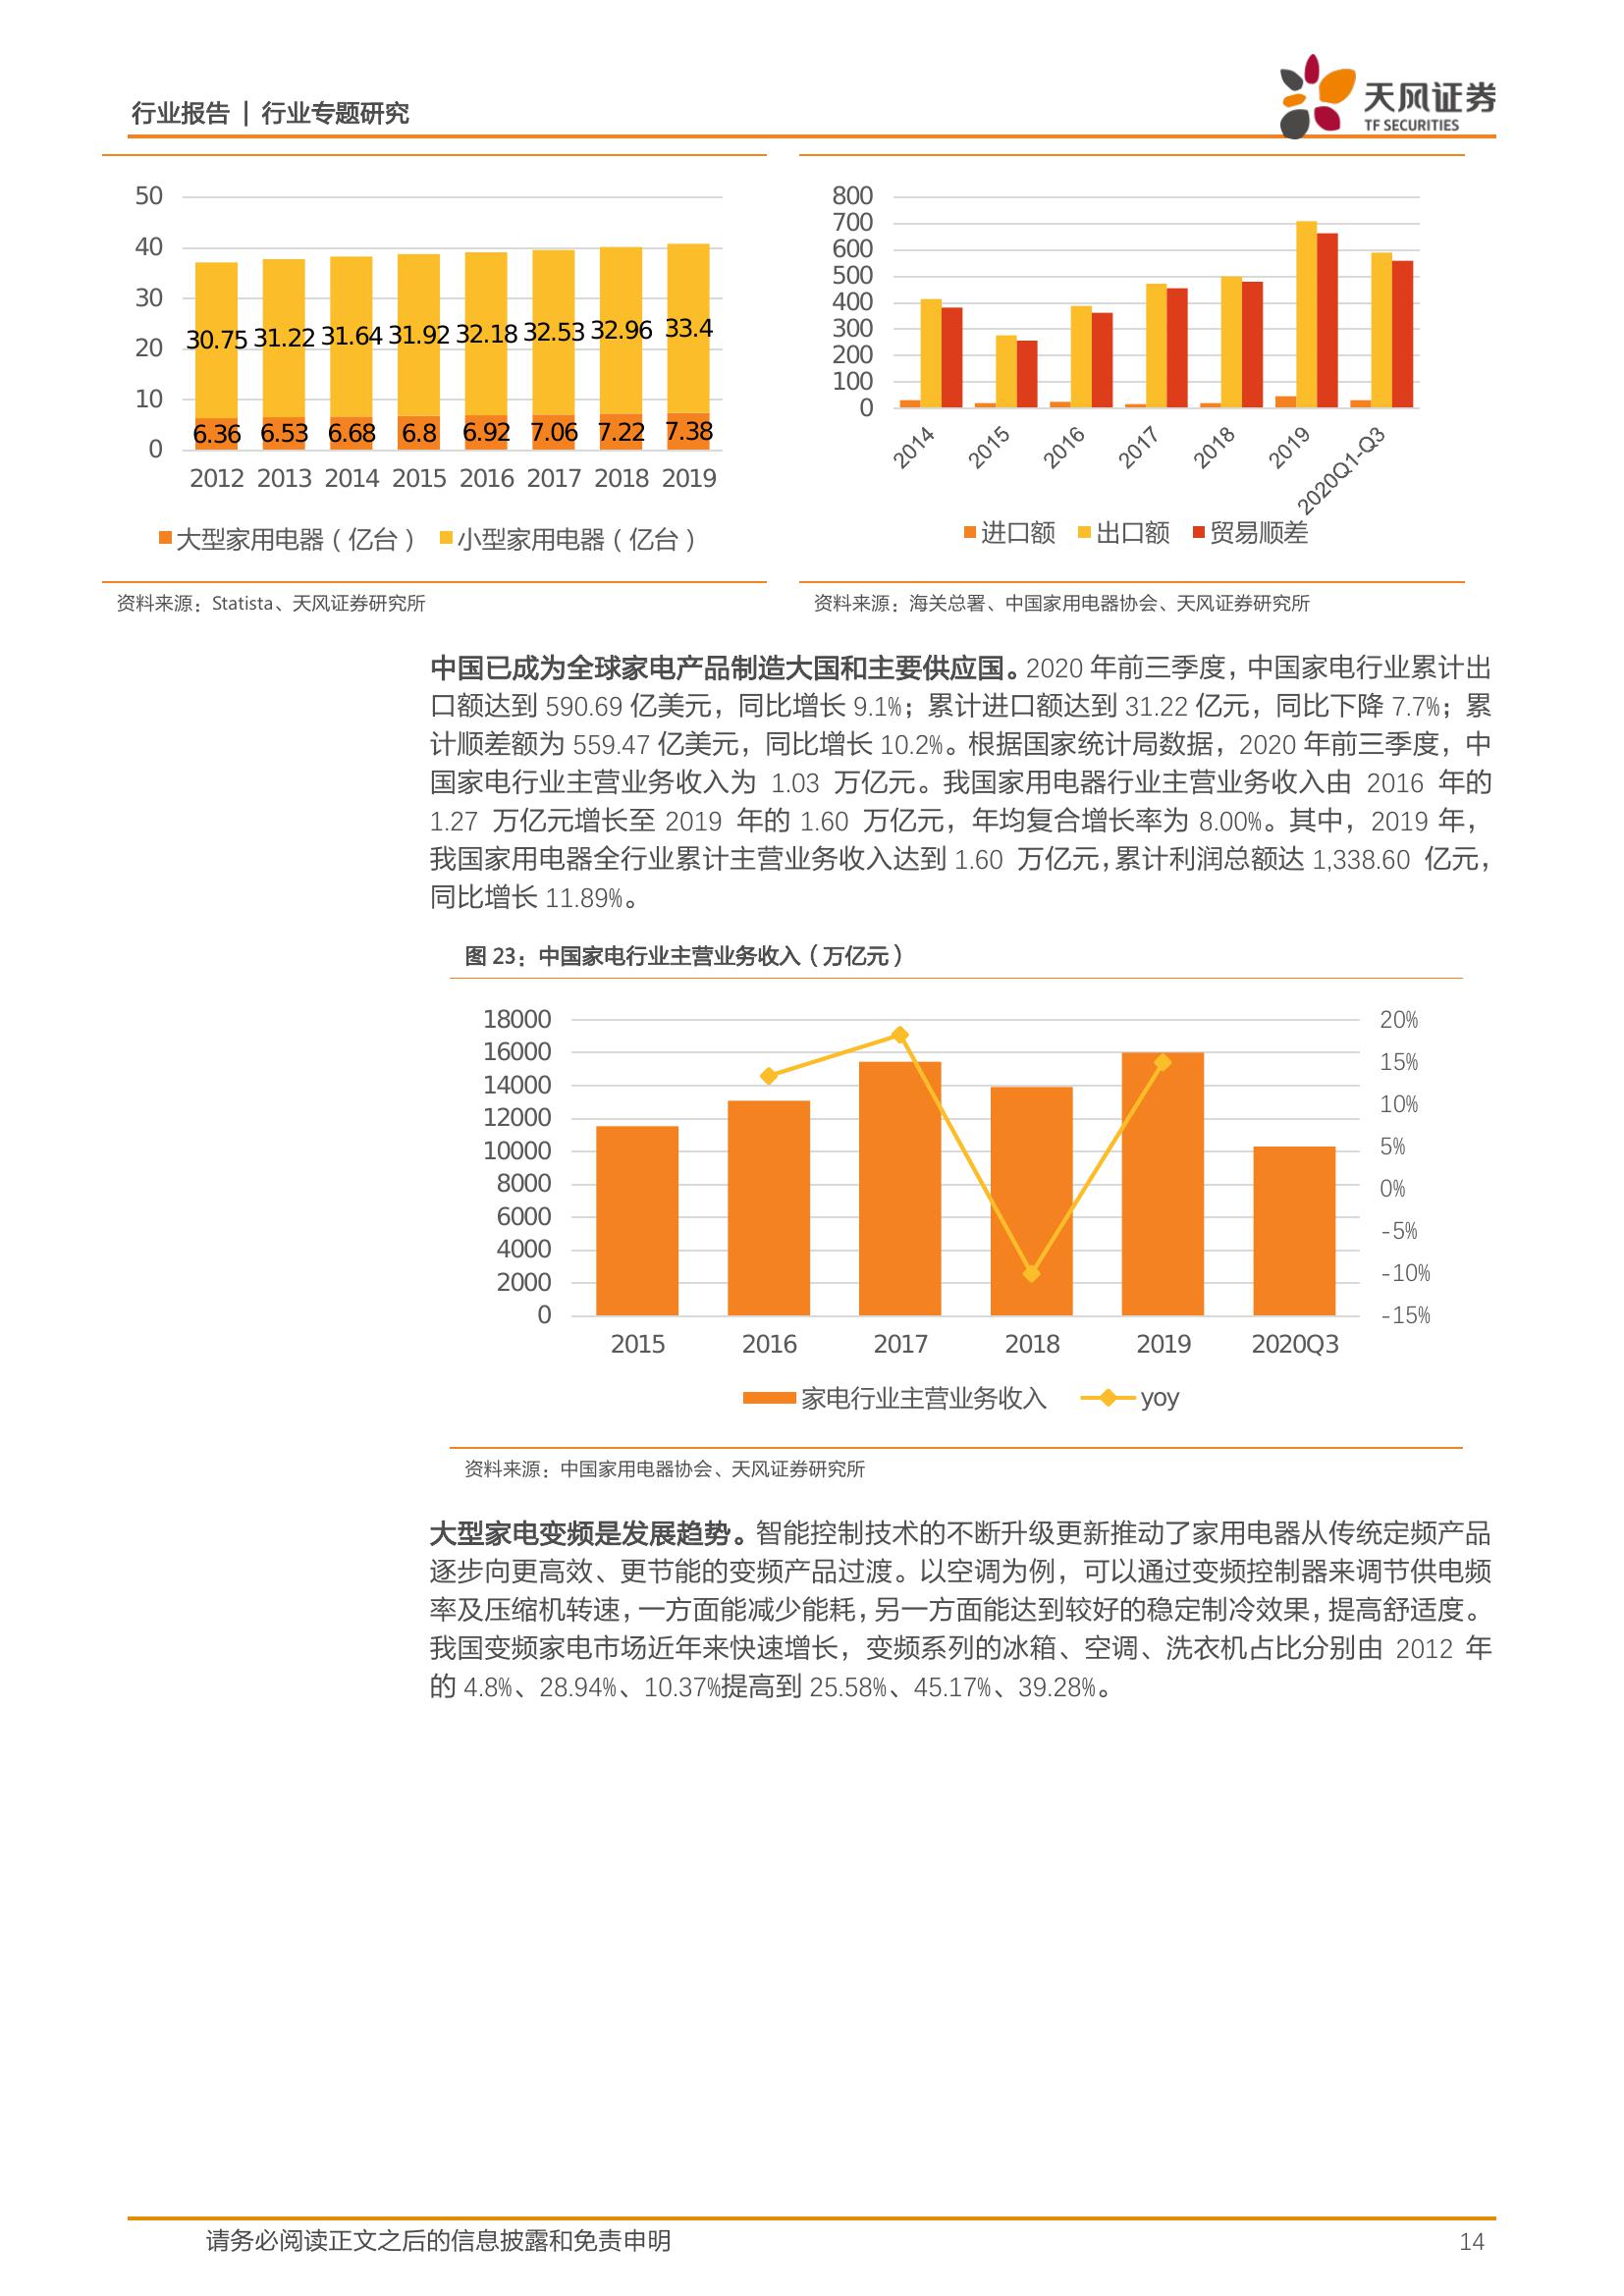 行业报告 | 行业专题研究
天风证券
TF SECURITIES
50
40
30
20
10
0
30.75 31.22 31.64 31.92 32.18 32.53 32.96 33.4
6.36 6.53 6.68 6.8 6.92 7.06 7.22 7.38
2012 2013 2014 2015 2016 2017 2018 2019
大型家用电器（亿台） 小型家用电器（亿台）
资料来源：Statista、天风证券研究所
800
700
600
500
400
300
200
100
0
2014 2015 2016 2017 2018 2019 2020Q1-Q3
进口额 出口额 贸易顺差
资料来源：海关总署、中国家用电器协会、天风证券研究所
中国已成为全球家电产品制造大国和主要供应国。2020 年前三季度，中国家电行业累计出
口额达到 590.69 亿美元，同比增长 9.1%；累计进口额达到 31.22 亿元，同比下降 7.7%；累
计顺差额为 559.47 亿美元，同比增长 10.2%。根据国家统计局数据，2020 年前三季度，中
国家电行业主营业务收入为 1.03 万亿元。我国家用电器行业主营业务收入由 2016 年的
1.27 万亿元增长至 2019 年的 1.60 万亿元，年均复合增长率为 8.00%。其中，2019 年，
我国家用电器全行业累计主营业务收入达到 1.60 万亿元，累计利润总额达 1,338.60 亿元，
同比增长 11.89%。
图 23：中国家电行业主营业务收入（万亿元）
18000
16000
14000
12000
10000
8000
6000
4000
2000
0
20%
15%
10%
5%
0%
-5%
-10%
-15%
2015 2016 2017 2018 2019 2020Q3
家电行业主营业务收入 yoy
资料来源：中国家用电器协会、天风证券研究所
大型家电变频是发展趋势。智能控制技术的不断升级更新推动了家用电器从传统定频产品
逐步向更高效、更节能的变频产品过渡。以空调为例，可以通过变频控制器来调节供电频
率及压缩机转速，一方面能减少能耗，另一方面能达到较好的稳定制冷效果，提高舒适度。
我国变频家电市场近年来快速增长，变频系列的冰箱、空调、洗衣机占比分别由 2012 年
的 4.8%、28.94%、10.37%提高到 25.58%、45.17%、39.28%。
请务必阅读正文之后的信息披露和免责申明
14